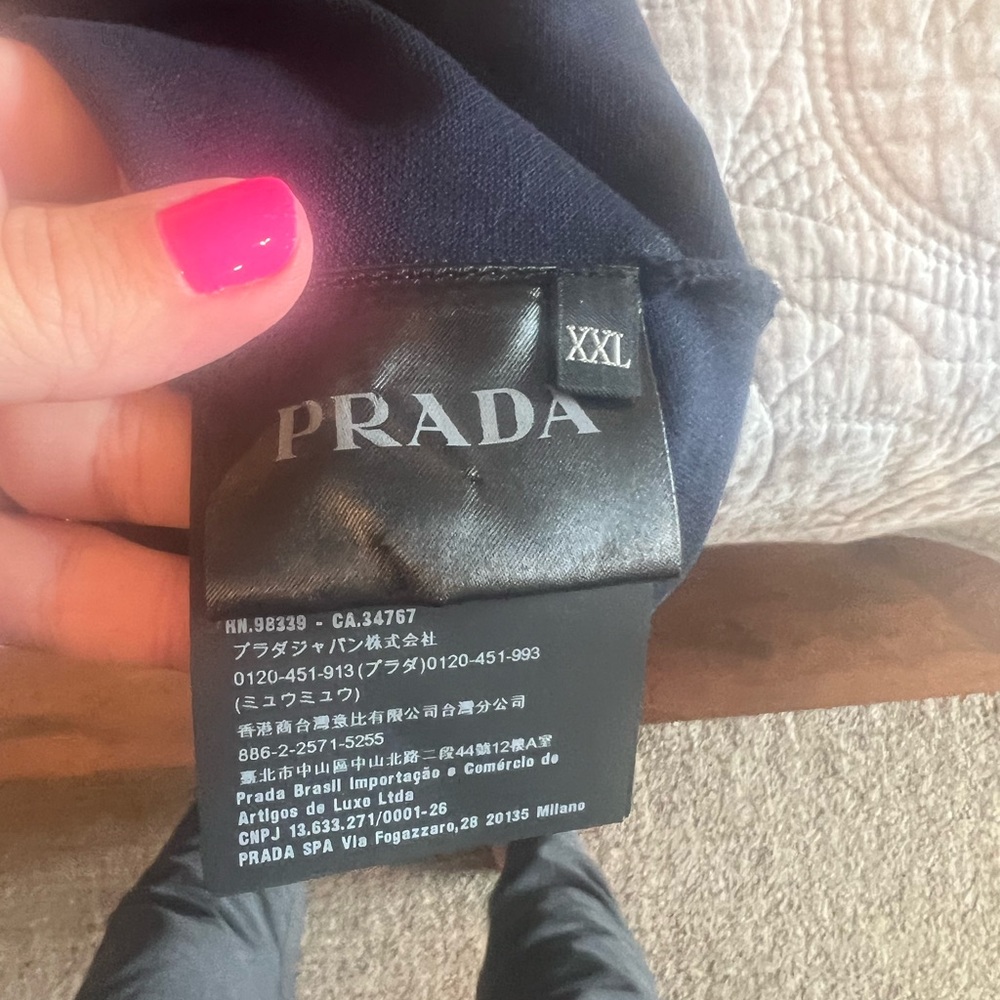 XXL
PRADA
RN.98339 - CA.34767
プラダジャパン株式会社
0120-451-913(プラダ)0120-451-993
(ミュウミュウ)
香港商台灣意比有限公司台灣分公司
886-2-2571-5255
臺北市中山區中山北路二段44號12樓A室
Prada Brasil Importação e Comércio de
Artigos de Luxo Ltda
CNPJ 13.633.271/0001-26
PRADA SPA Via Fogazzaro,28 20135 Milano